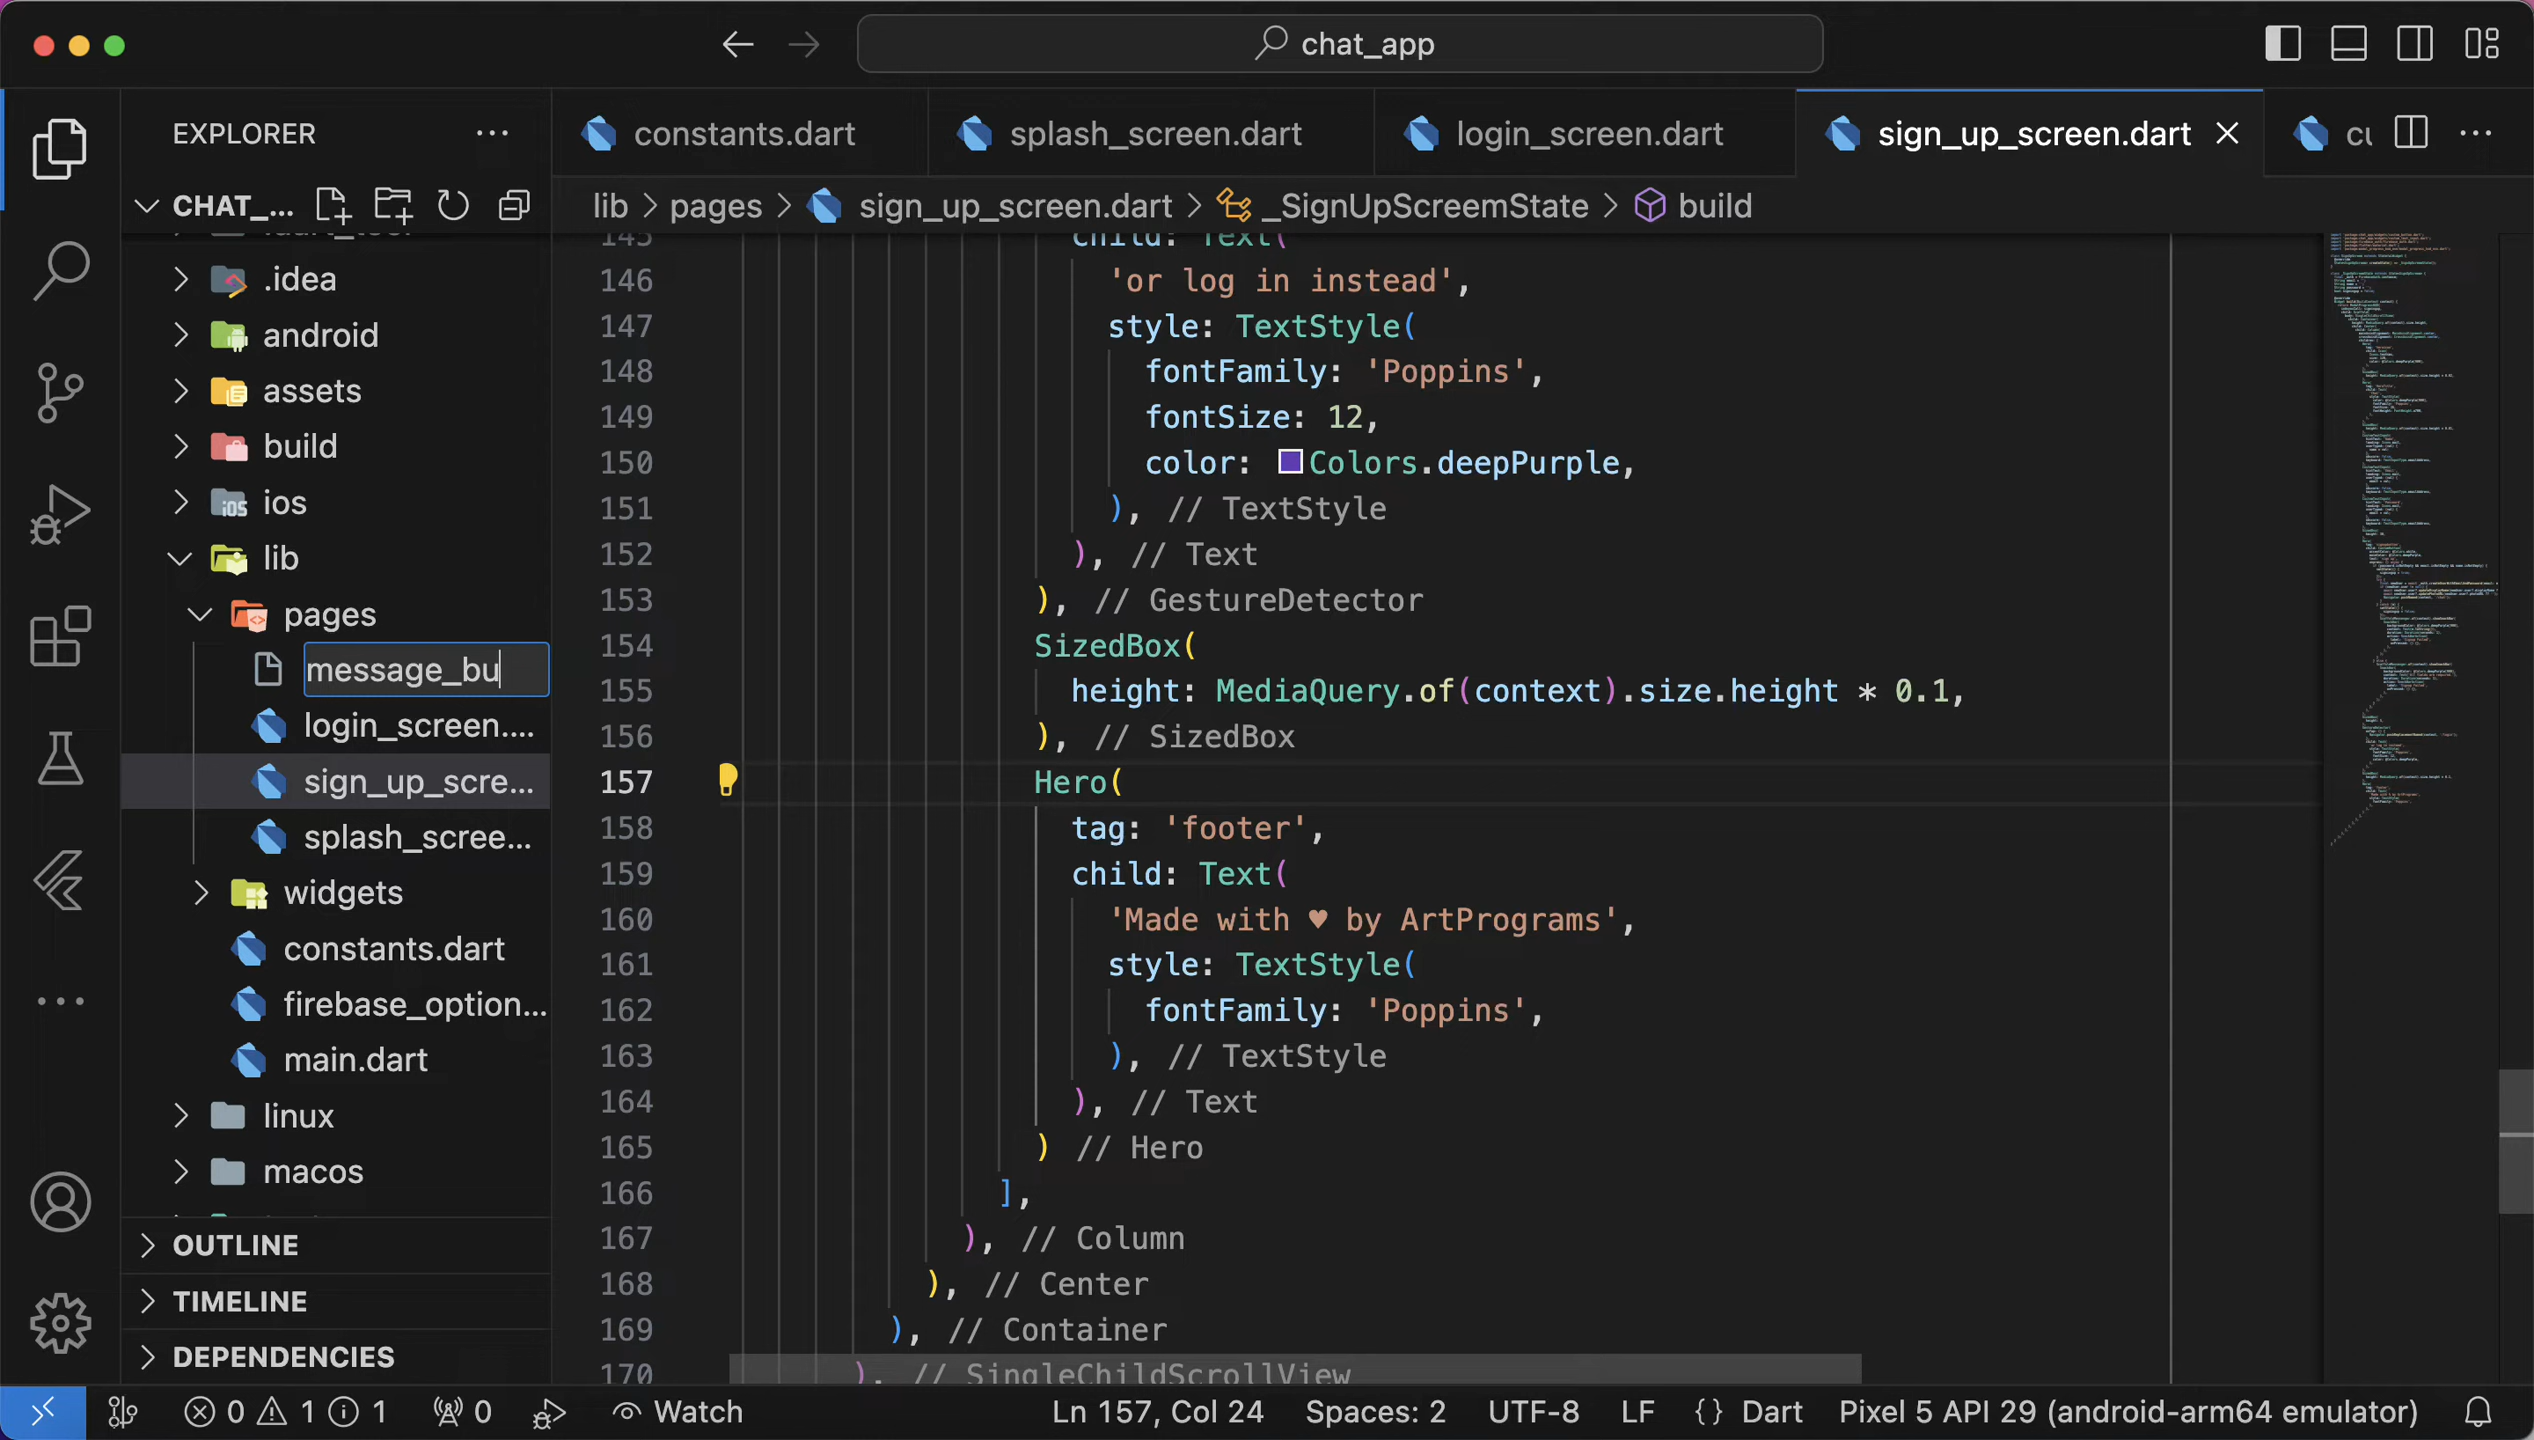 chat_app
EXPLORER
constants.dart
splash_screen.dart
login_screen.dart
sign_up_screen.dart
cu
CHAT_...
lib > pages > sign_up_screen.dart > _SignUpScreemState > build
.idea
android
assets
build
ios
lib
pages
message_bu
login_screen....
sign_up_scre...
splash_scree...
widgets
constants.dart
firebase_option...
main.dart
linux
macos
OUTLINE
TIMELINE
DEPENDENCIES
145 child: Text(
146 'or log in instead',
147 style: TextStyle(
148 fontFamily: 'Poppins',
149 fontSize: 12,
150 color: Colors.deepPurple,
151 ), // TextStyle
152 ), // Text
153 ), // GestureDetector
154 SizedBox(
155 height: MediaQuery.of(context).size.height * 0.1,
156 ), // SizedBox
157 Hero(
158 tag: 'footer',
159 child: Text(
160 'Made with ♥ by ArtPrograms',
161 style: TextStyle(
162 fontFamily: 'Poppins',
163 ), // TextStyle
164 ), // Text
165 ) // Hero
166 ],
167 ), // Column
168 ), // Center
169 ), // Container
170 ), // SingleChildScrollView
0 1 1 0 Watch Ln 157, Col 24 Spaces: 2 UTF-8 LF {} Dart Pixel 5 API 29 (android-arm64 emulator)